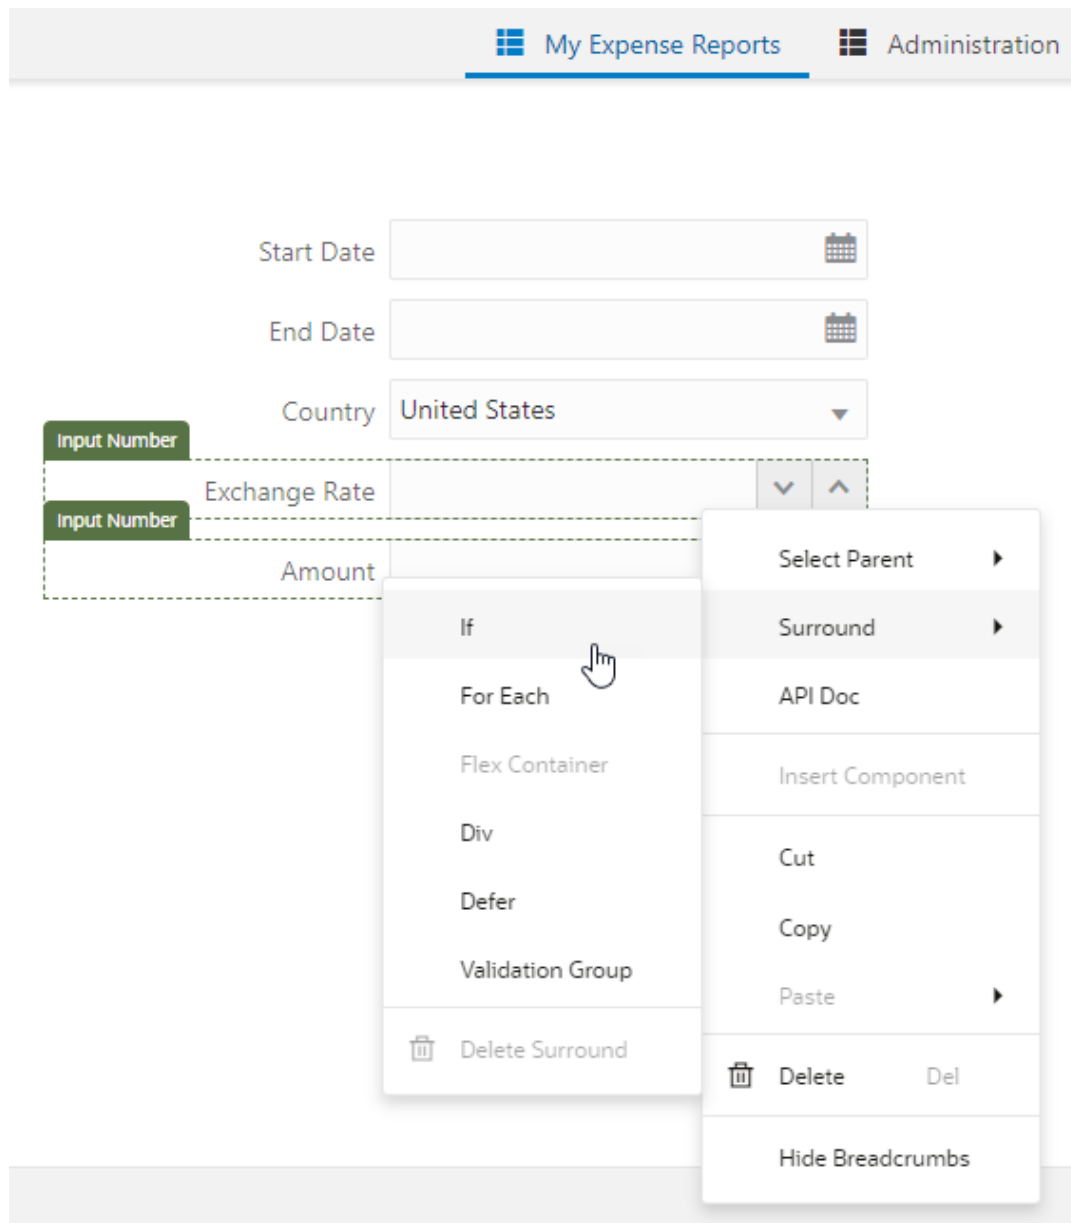 My Expense Reports Administration
Start Date
End Date
Country United States
Input Number
Exchange Rate
Input Number
Amount
Select Parent
Surround
API Doc
Insert Component
Cut
Copy
Paste
Delete Del
Hide Breadcrumbs
If
For Each
Flex Container
Div
Defer
Validation Group
Delete Surround